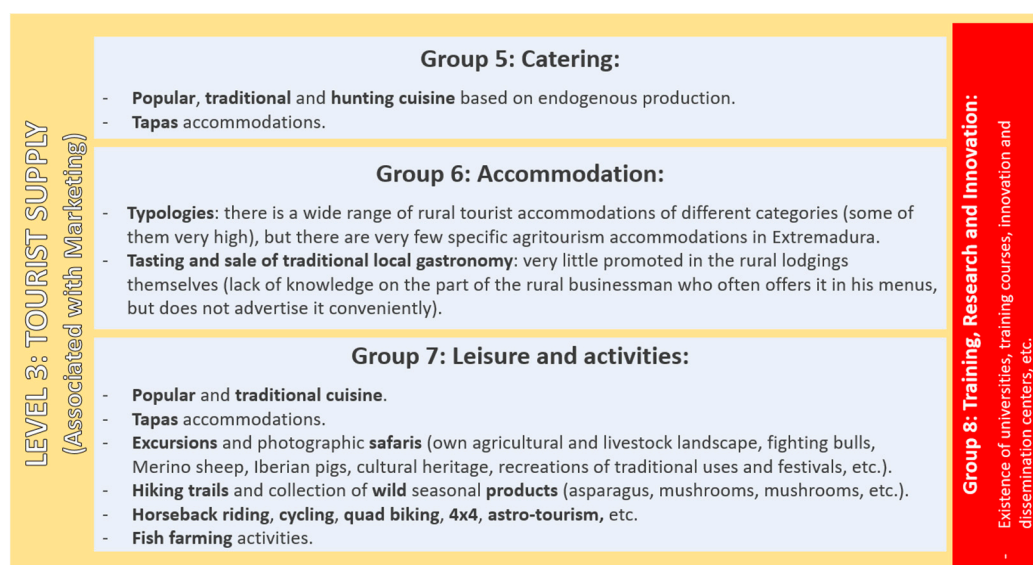 LEVEL 3: TOURIST SUPPLY
(Associated with Marketing)
Group 5: Catering:
- Popular, traditional and hunting cuisine based on endogenous production.
- Tapas accommodations.
Group 6: Accommodation:
- Typologies: there is a wide range of rural tourist accommodations of different categories (some of
them very high), but there are very few specific agritourism accommodations in Extremadura.
- Tasting and sale of traditional local gastronomy: very little promoted in the rural lodgings
themselves (lack of knowledge on the part of the rural businessman who often offers it in his menus,
but does not advertise it conveniently).
Group 7: Leisure and activities:
- Popular and traditional cuisine.
- Tapas accommodations.
- Excursions and photographic safaris (own agricultural and livestock landscape, fighting bulls,
Merino sheep, Iberian pigs, cultural heritage, recreations of traditional uses and festivals, etc.).
- Hiking trails and collection of wild seasonal products (asparagus, mushrooms, mushrooms, etc.).
- Horseback riding, cycling, quad biking, 4x4, astro-tourism, etc.
- Fish farming activities.
Group 8: Training, Research and Innovation:
- Existence of universities, training courses, innovation and
dissemination centers, etc.